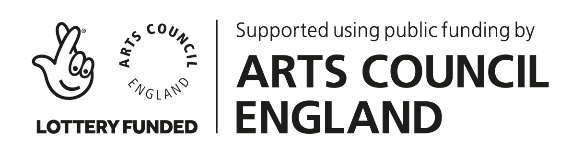 ARTS COUNCIL
ENGLAND
LOTTERY FUNDED
Supported using public funding by
ARTS COUNCIL
ENGLAND